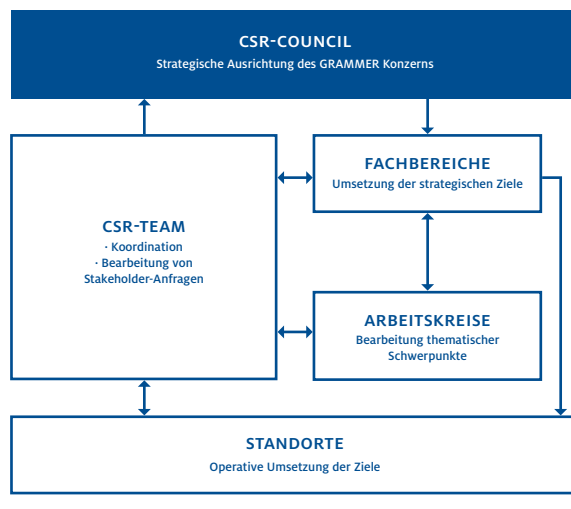 CSR-COUNCIL
Strategische Ausrichtung des GRAMMER Konzerns
FACHBEREICHE
Umsetzung der strategischen Ziele
CSR-TEAM
· Koordination
· Bearbeitung von
Stakeholder-Anfragen
ARBEITSKREISE
Bearbeitung thematischer
Schwerpunkte
STANDORTE
Operative Umsetzung der Ziele